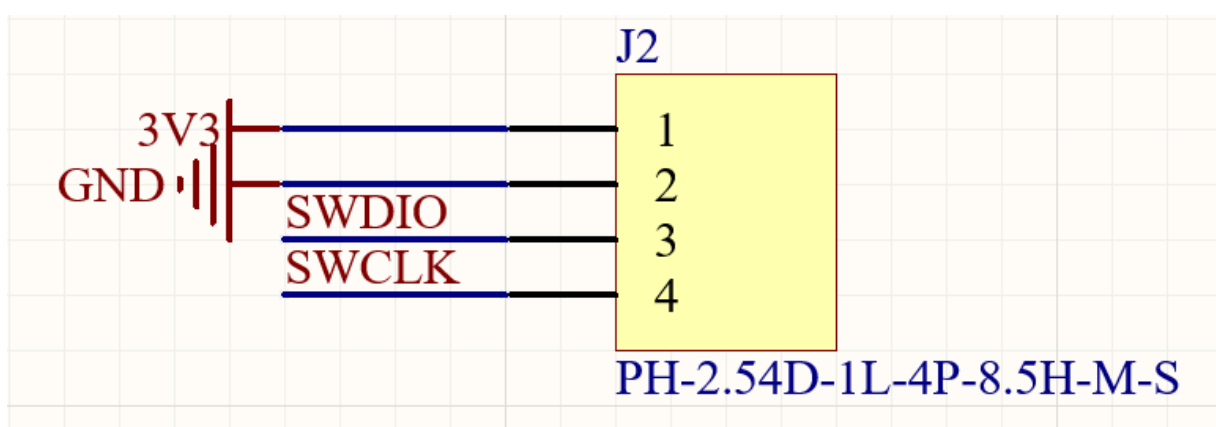 J2
3V3 1
GND 2
SWDIO 3
SWCLK 4
PH-2.54D-1L-4P-8.5H-M-S